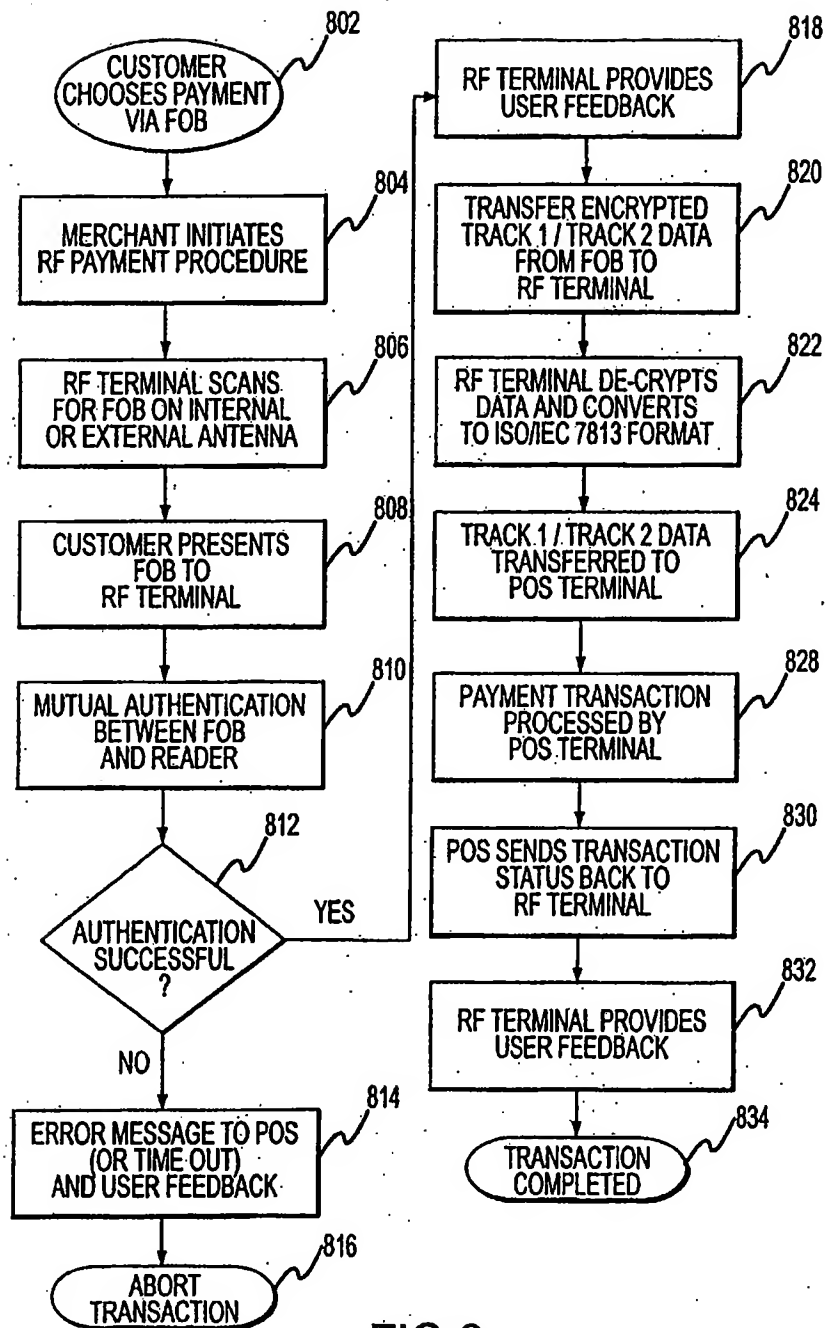 802
CUSTOMER
CHOOSES PAYMENT
VIA FOB
804
MERCHANT INITIATES
RF PAYMENT PROCEDURE
806
RF TERMINAL SCANS
FOR FOB ON INTERNAL
OR EXTERNAL ANTENNA
808
CUSTOMER PRESENTS
FOB TO
RF TERMINAL
810
MUTUAL AUTHENTICATION
BETWEEN FOB
AND READER
812
AUTHENTICATION
SUCCESSFUL
?
YES
NO
814
ERROR MESSAGE TO POS
(OR TIME OUT)
AND USER FEEDBACK
816
ABORT
TRANSACTION
818
RF TERMINAL PROVIDES
USER FEEDBACK
820
TRANSFER ENCRYPTED
TRACK 1 / TRACK 2 DATA
FROM FOB TO
RF TERMINAL
822
RF TERMINAL DE-CRYPTS
DATA AND CONVERTS
TO ISO/IEC 7813 FORMAT
824
TRACK 1 / TRACK 2 DATA
TRANSFERRED TO
POS TERMINAL
828
PAYMENT TRANSACTION
PROCESSED BY
POS TERMINAL
830
POS SENDS TRANSACTION
STATUS BACK TO
RF TERMINAL
832
RF TERMINAL PROVIDES
USER FEEDBACK
834
TRANSACTION
COMPLETED